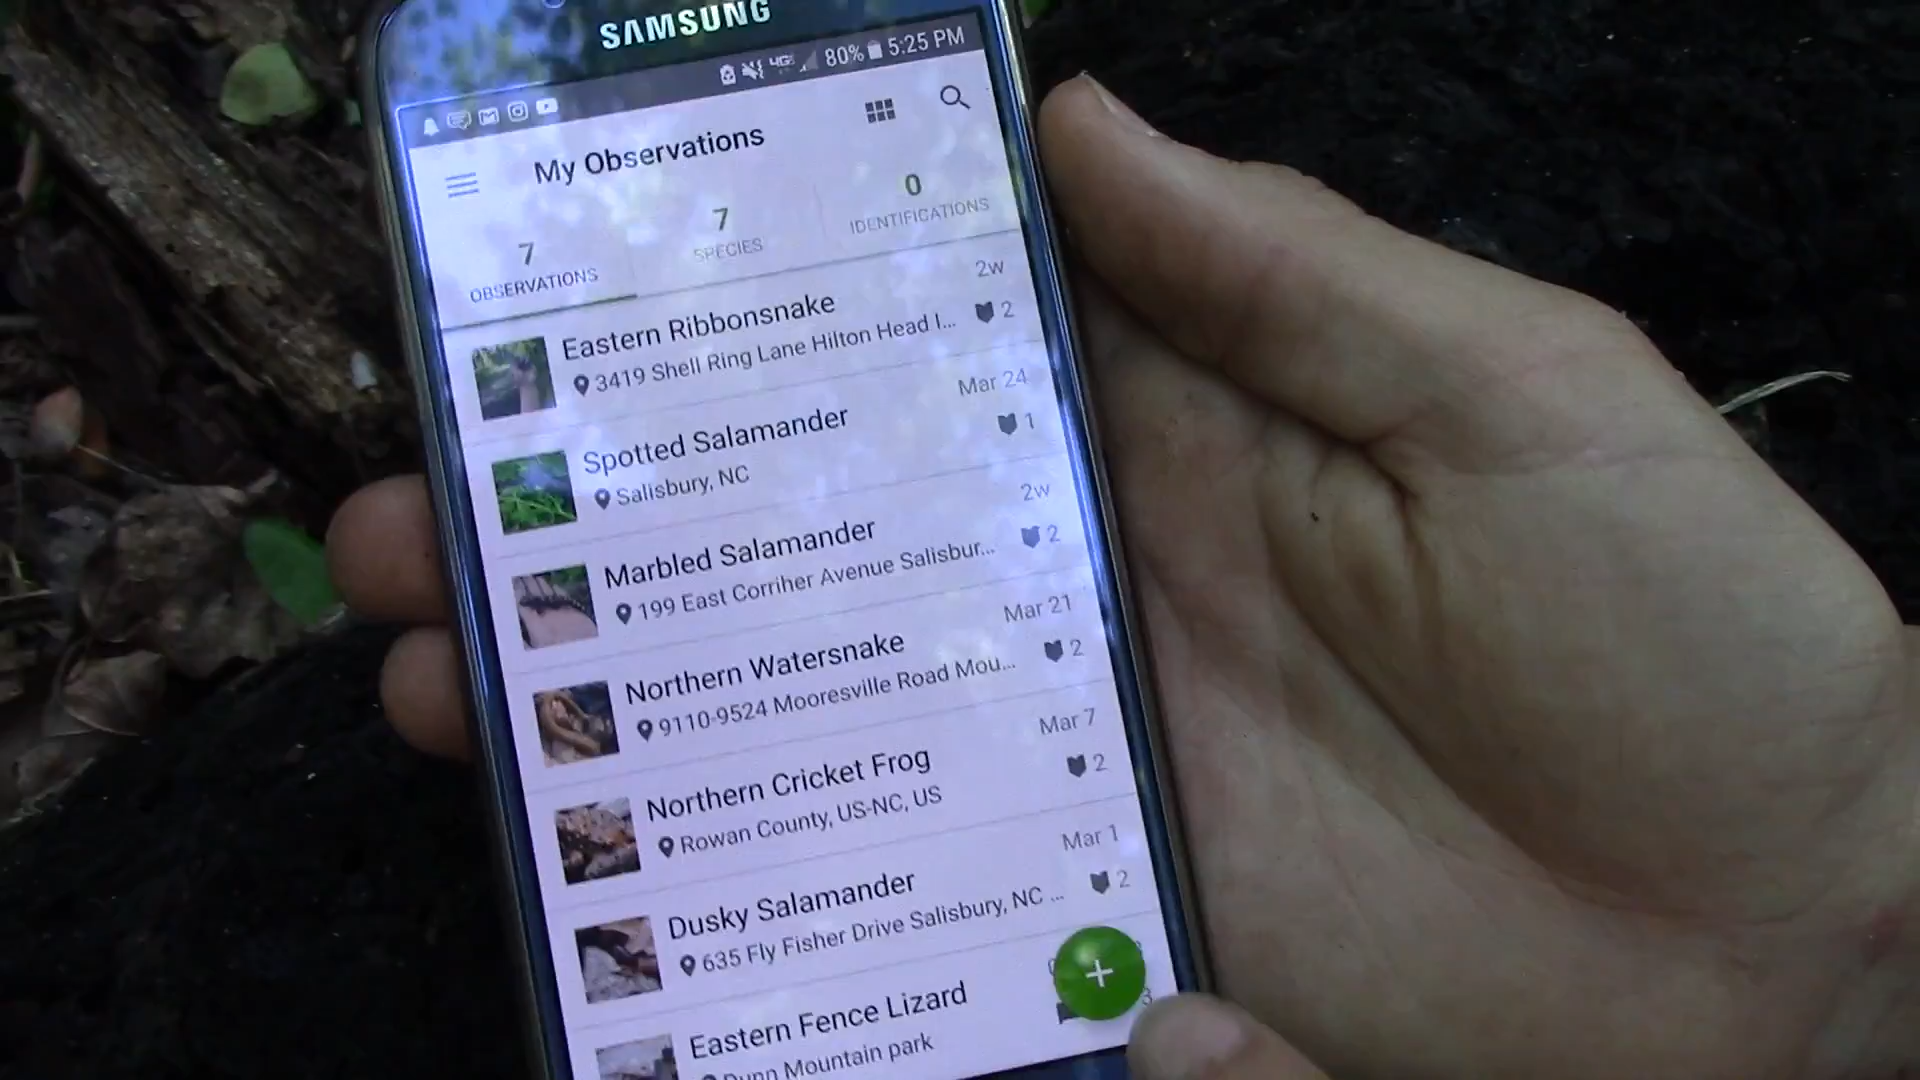 SAMSUNG
4G 80% 5:25 PM
My Observations
7
OBSERVATIONS
7
SPECIES
0
IDENTIFICATIONS
Eastern Ribbonsnake
2w
3419 Shell Ring Lane Hilton Head I...
2
Spotted Salamander
Mar 24
Salisbury, NC
1
Marbled Salamander
2w
199 East Corriher Avenue Salisbur...
2
Northern Watersnake
Mar 21
9110-9524 Mooresville Road Mou...
2
Northern Cricket Frog
Mar 7
Rowan County, US-NC, US
2
Dusky Salamander
Mar 1
635 Fly Fisher Drive Salisbury, NC ...
2
Eastern Fence Lizard
3
Dunn Mountain park